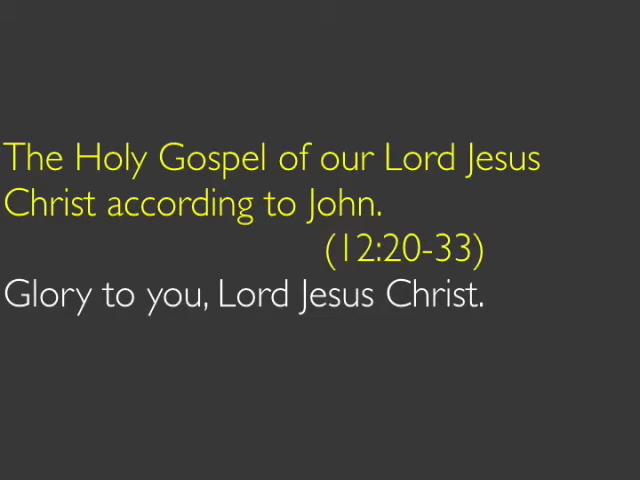 The Holy Gospel of our Lord Jesus
Christ according to John.
(12:20-33)
Glory to you, Lord Jesus Christ.